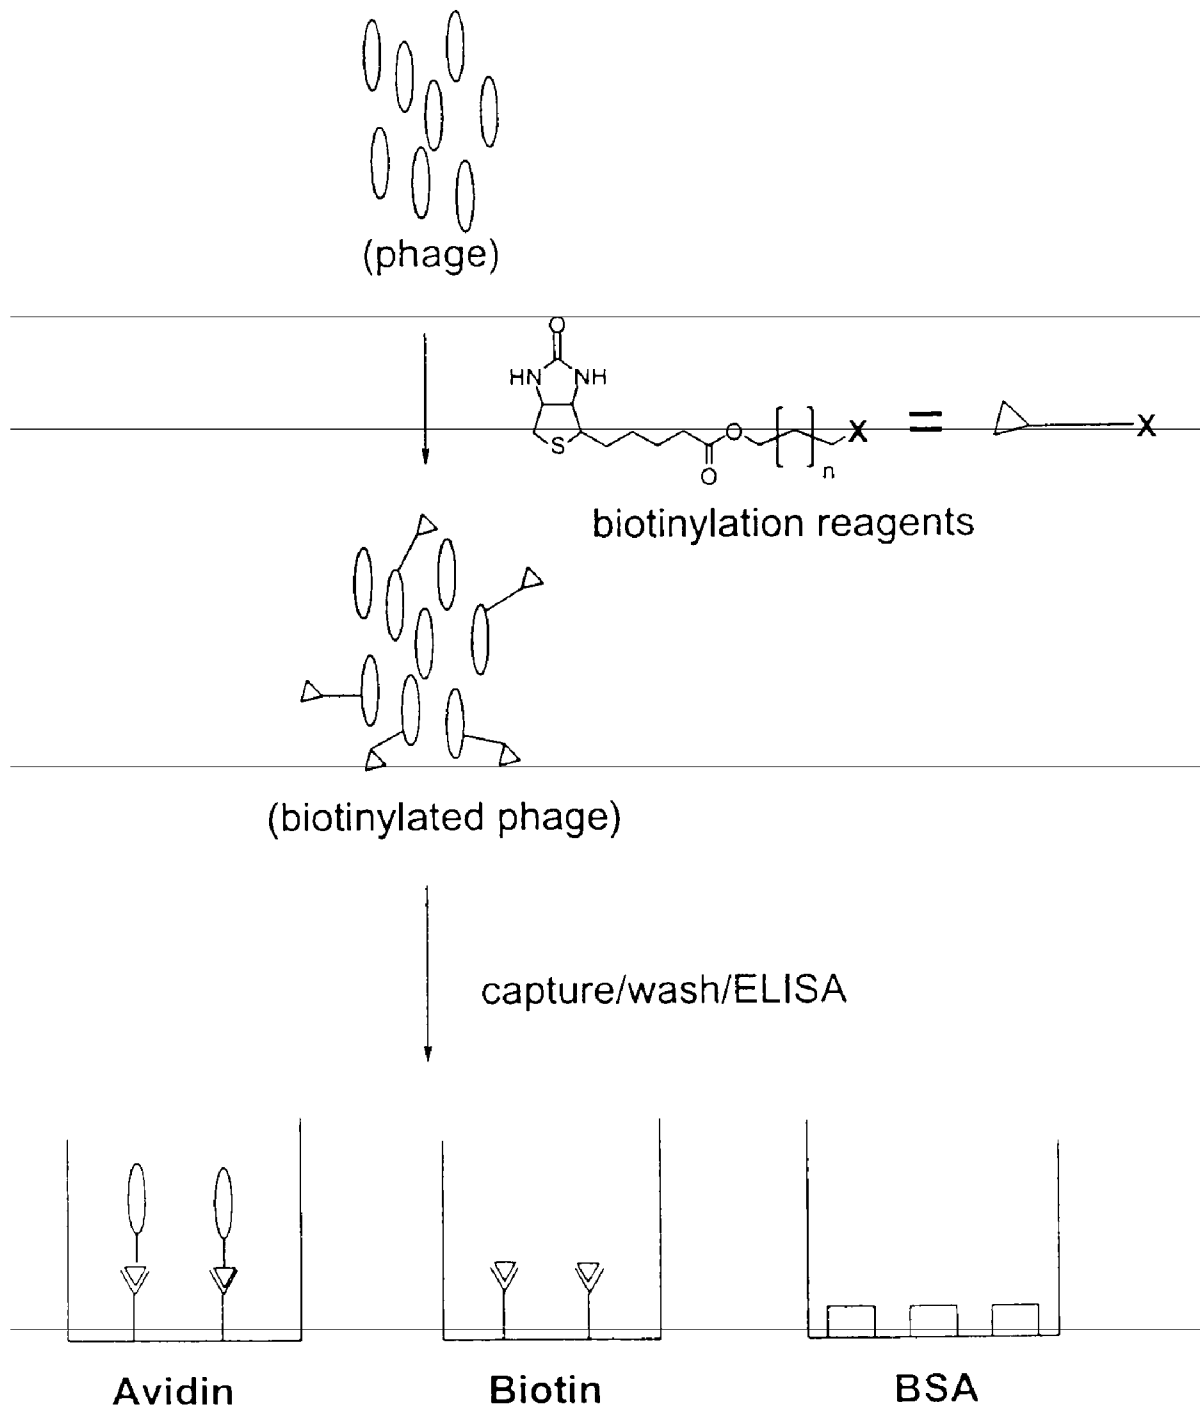 (phage)
O
HN NH
S O O n X = X
biotinylation reagents
(biotinylated phage)
capture/wash/ELISA
Avidin Biotin BSA